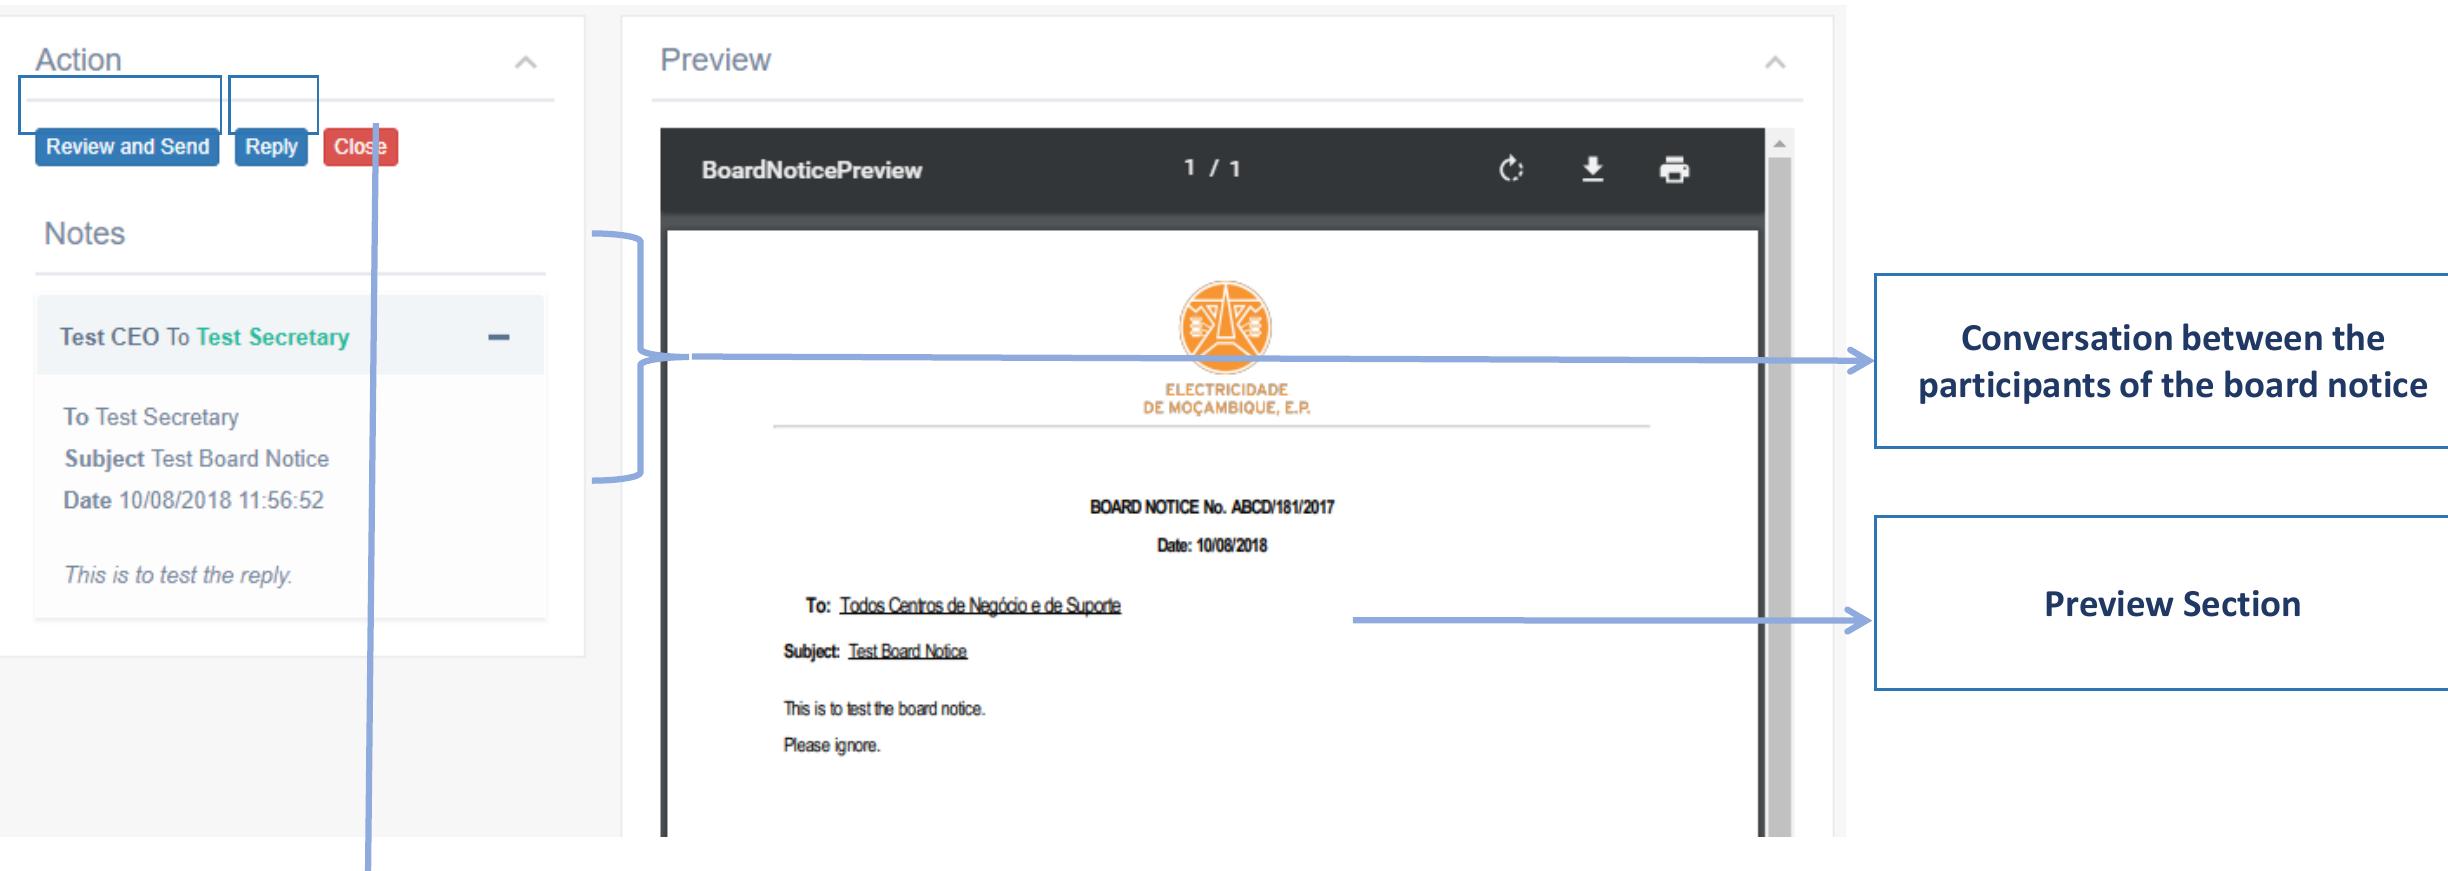 Action
Review and Send Reply Close
Notes
Test CEO To Test Secretary
To Test Secretary
Subject Test Board Notice
Date 10/08/2018 11:56:52
This is to test the reply.
Preview
BoardNoticePreview 1 / 1
ELECTRICIDADE
DE MOÇAMBIQUE, E.P.
BOARD NOTICE No. ABCD/181/2017
Date: 10/08/2018
To: Todos Centros de Negócio e de Suporte
Subject: Test Board Notice
This is to test the board notice.
Please ignore.
Conversation between the
participants of the board notice
Preview Section